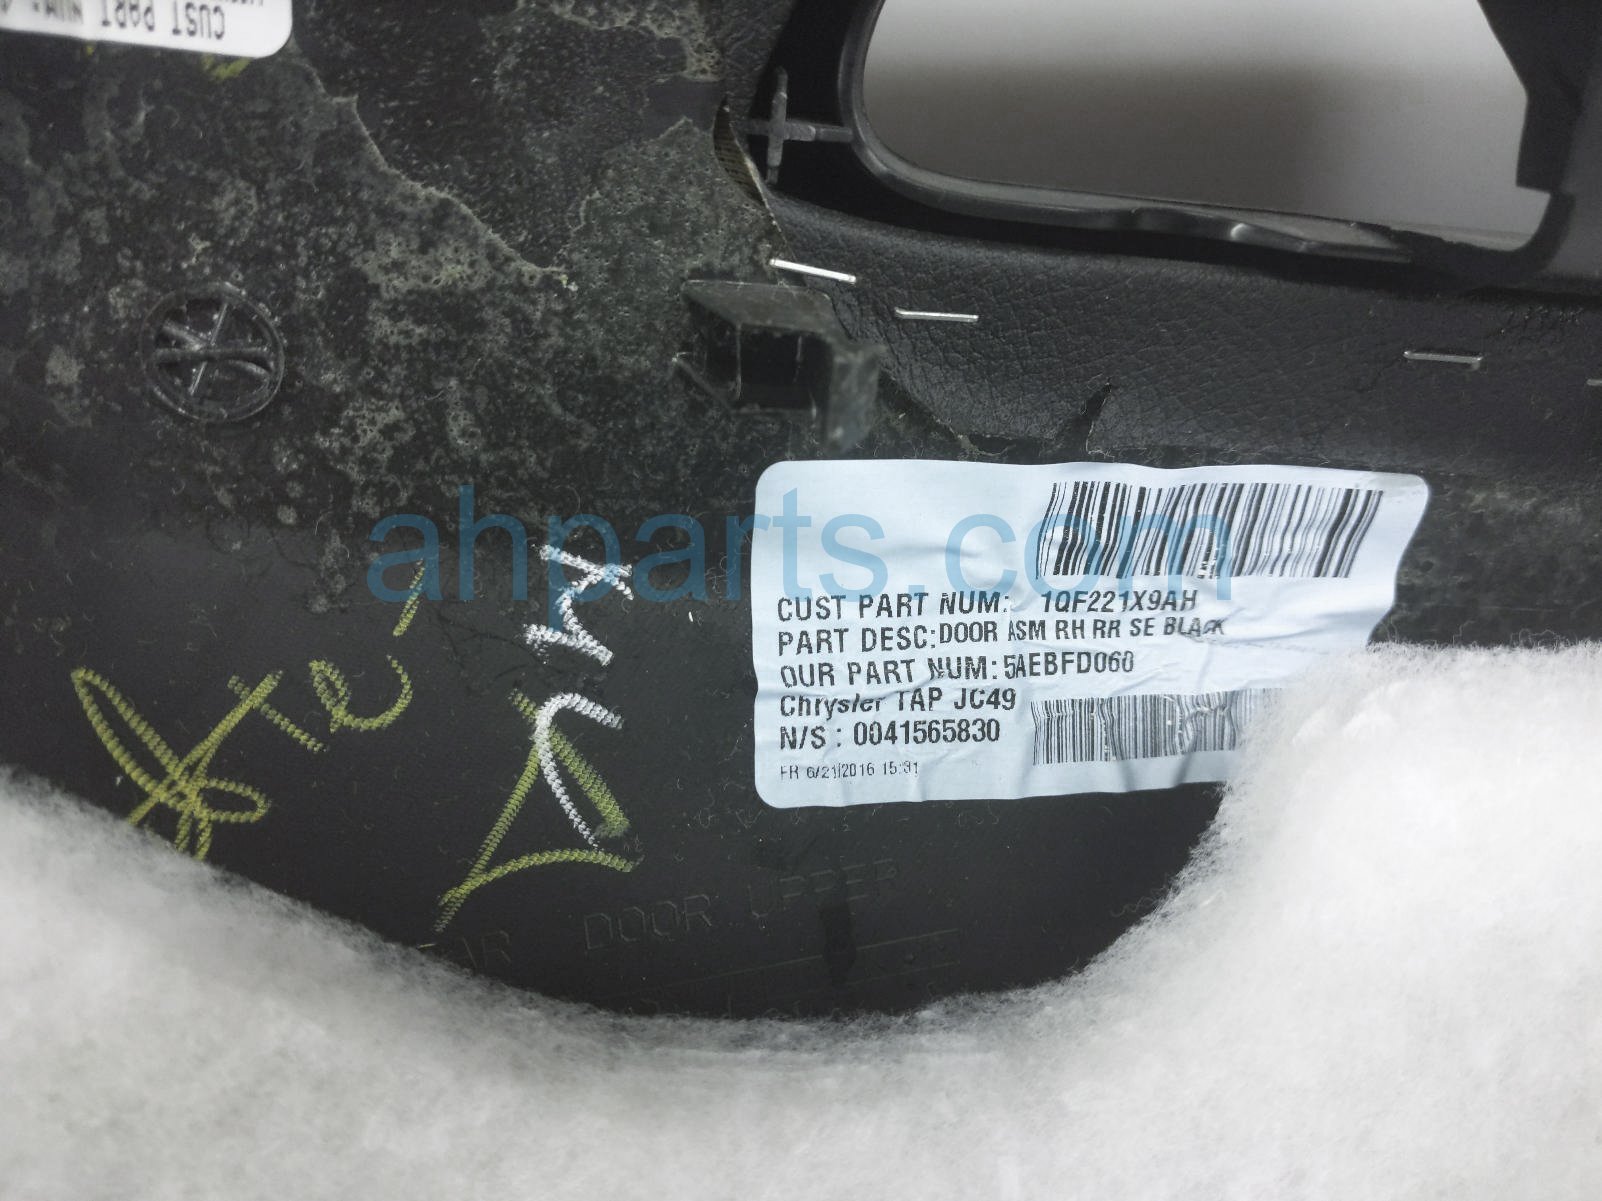 CUST PART NUM:
ahparts.com
CUST PART NUM: 1QF221X9AH
PART DESC: DOOR ASM RH RR SE BLACK
OUR PART NUM: 5AEBFD060
Chrysler TAP JC49
N/S : 0041565830
FR 6/21/2016 15:31
DOOR UPPER